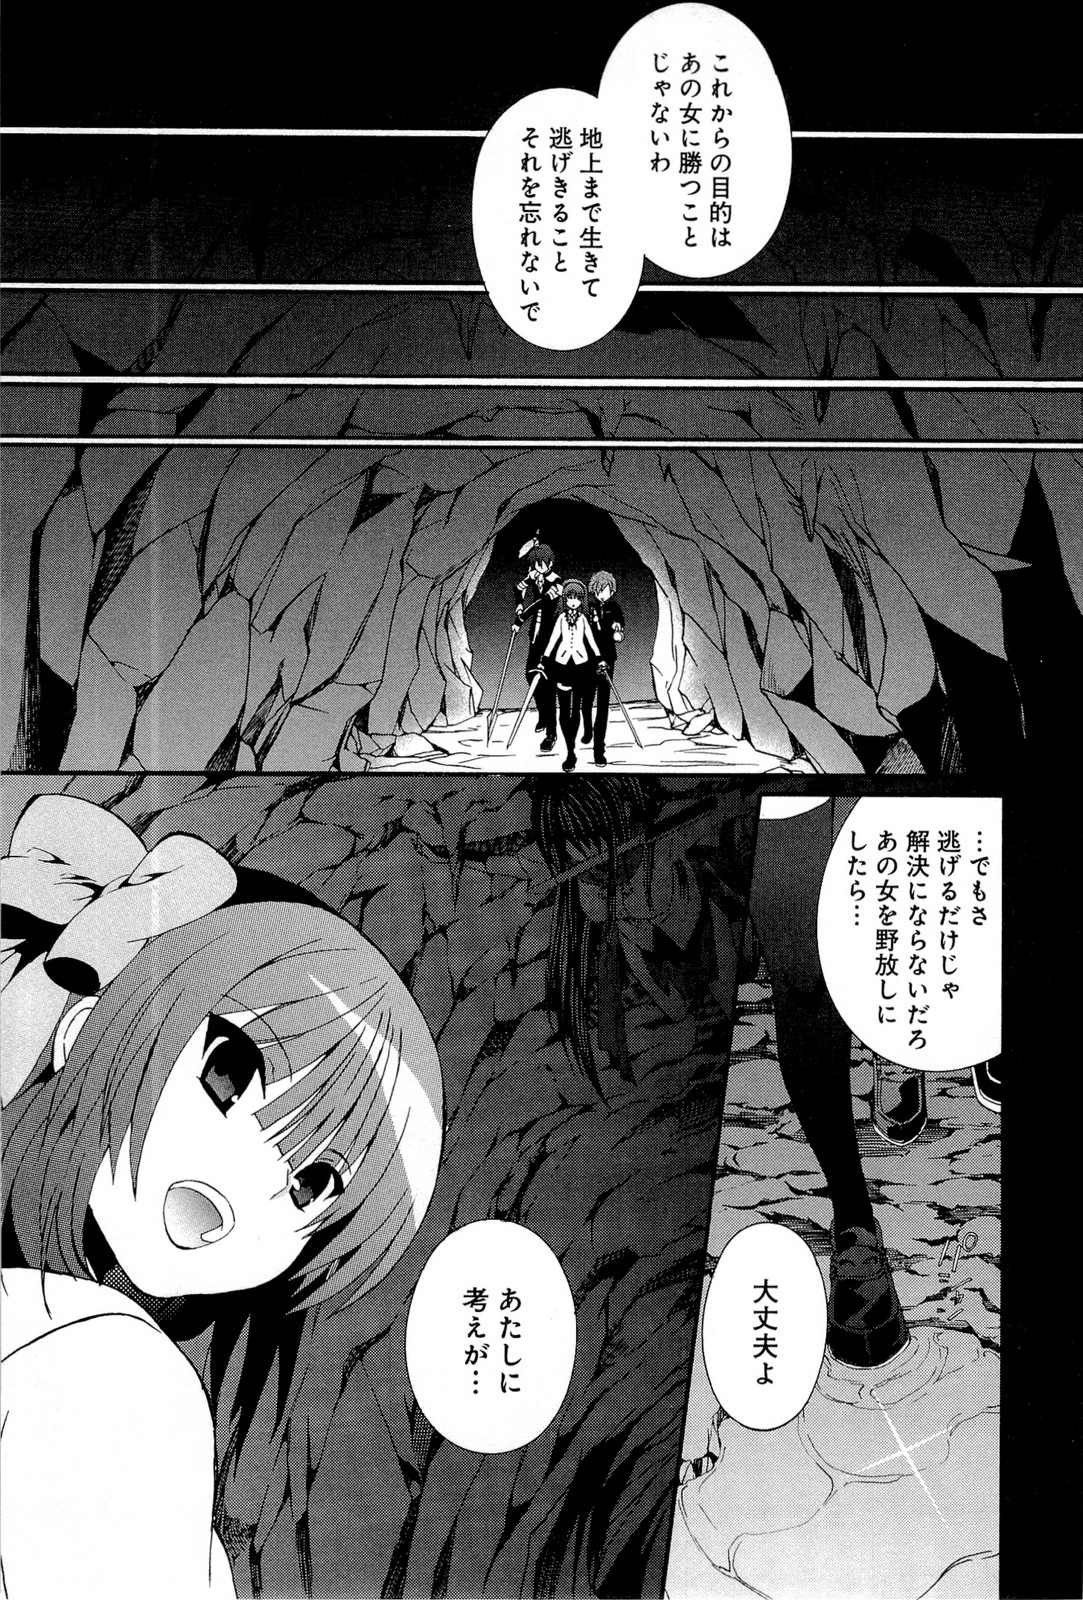 これからの目的は
あの女に勝つこと
じゃないわ
地上まで生きて
逃げきること
それを忘れないで
…でもさ
逃げるだけじゃ
解決にならないだろ
あの女を野放しに
したら…
大丈夫よ
あたしに
考えが…